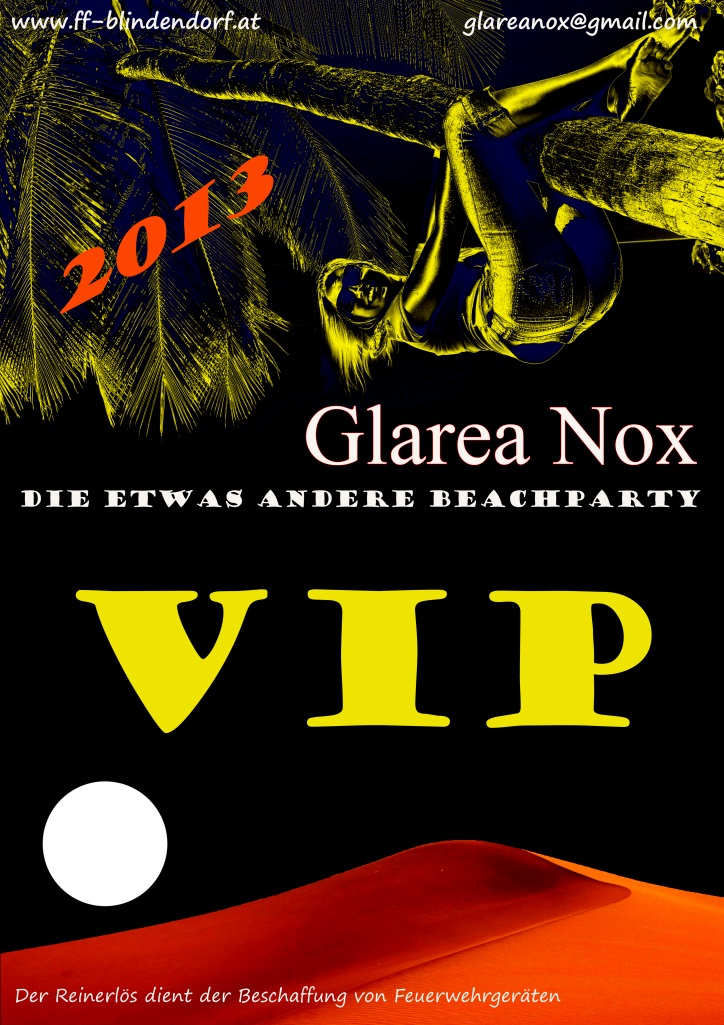 www.ff-blindendorf.at
glareanox@gmail.com
2013
Glarea Nox
DIE ETWAS ANDERE BEACHPARTY
VIP
Der Reinerlös dient der Beschaffung von Feuerwehrgeräten